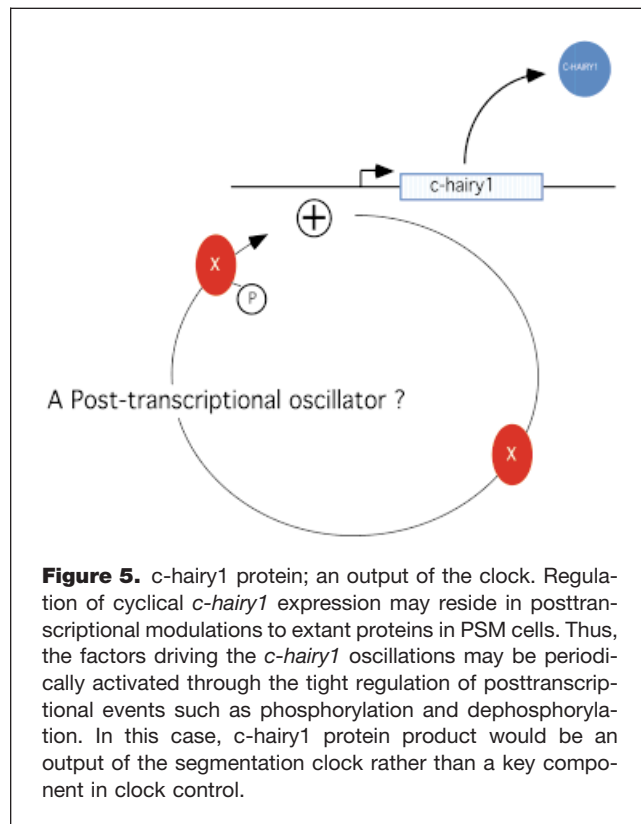 C-HAIRY1
c-hairy1
+
X
P
A Post-transcriptional oscillator ?
X
Figure 5. c-hairy1 protein; an output of the clock. Regula-
tion of cyclical c-hairy1 expression may reside in posttran-
scriptional modulations to extant proteins in PSM cells. Thus,
the factors driving the c-hairy1 oscillations may be periodi-
cally activated through the tight regulation of posttranscrip-
tional events such as phosphorylation and dephosphoryla-
tion. In this case, c-hairy1 protein product would be an
output of the segmentation clock rather than a key compo-
nent in clock control.